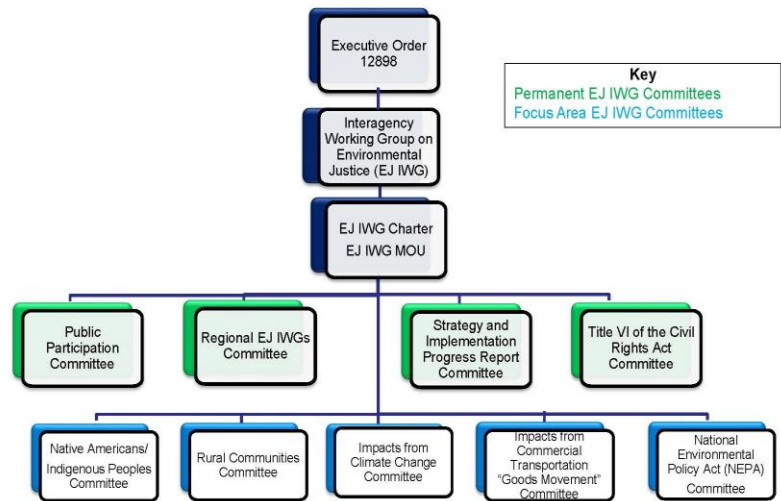 Executive Order
12898
Key
Permanent EJ IWG Committees
Focus Area EJ IWG Committees
Interagency
Working Group on
Environmental
Justice (EJ IWG)
EJ IWG Charter
EJ IWG MOU
Public
Participation
Committee
Regional EJ IWGs
Committee
Strategy and
Implementation
Progress Report
Committee
Title VI of the Civil
Rights Act
Committee
Native Americans/
Indigenous Peoples
Committee
Rural Communities
Committee
Impacts from
Climate Change
Committee
Impacts from
Commercial
Transportation
“Goods Movement”
Committee
National
Environmental
Policy Act (NEPA)
Committee